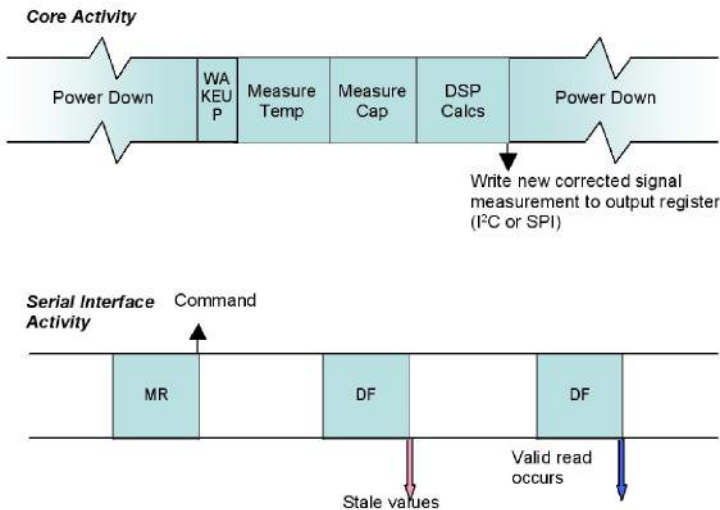 Core Activity
Power Down
WA
KEU
P
Measure
Temp
Measure
Cap
DSP
Calcs
Power Down
Write new corrected signal
measurement to output register
(I²C or SPI)
Serial Interface
Activity
Command
MR
DF
DF
Stale values
Valid read
occurs